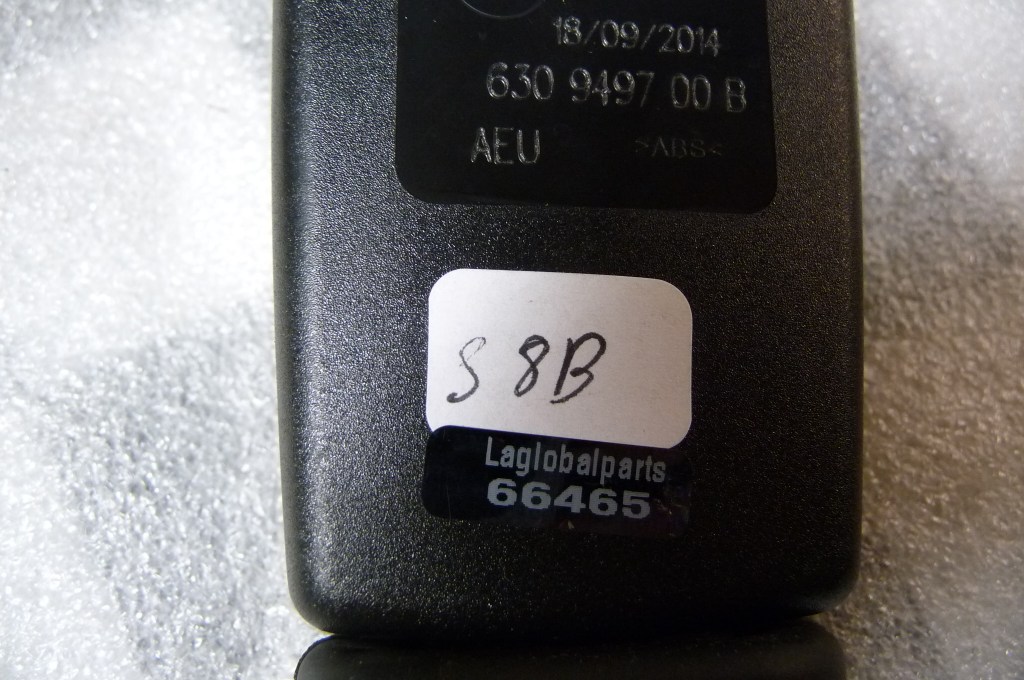 18/09/2014
630 9497 00 B
AEU >ABS<
S 8B
Laglobalparts
66465